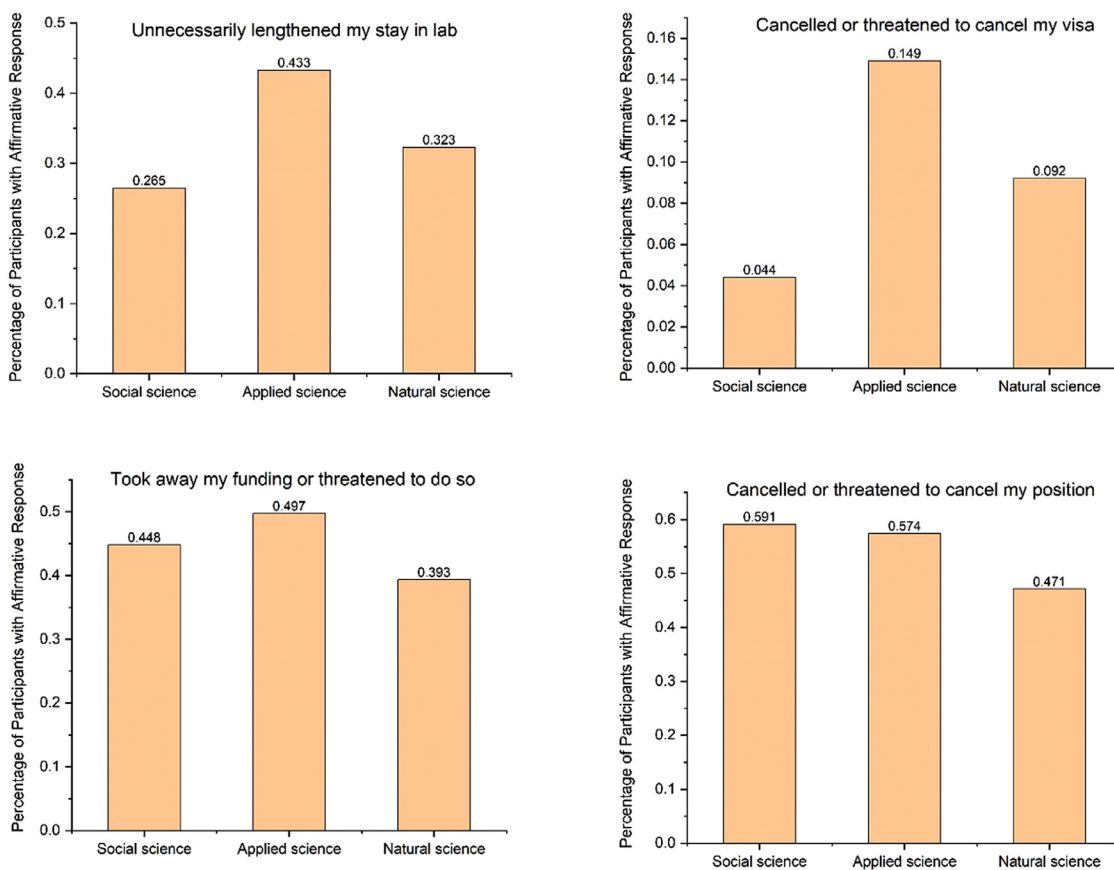 Unnecessarily lengthened my stay in lab
Percentage of Participants with Affirmative Response
0.5
0.4
0.3
0.2
0.1
0.0
0.265
0.433
0.323
Social science
Applied science
Natural science
Cancelled or threatened to cancel my visa
Percentage of Participants with Affirmative Response
0.16
0.14
0.12
0.10
0.08
0.06
0.04
0.02
0.00
0.044
0.149
0.092
Social science
Applied science
Natural science
Took away my funding or threatened to do so
Percentage of Participants with Affirmative Response
0.5
0.4
0.3
0.2
0.1
0.0
0.448
0.497
0.393
Social science
Applied science
Natural science
Cancelled or threatened to cancel my position
Percentage of Participants with Affirmative Response
0.6
0.5
0.4
0.3
0.2
0.1
0.0
0.591
0.574
0.471
Social science
Applied science
Natural science